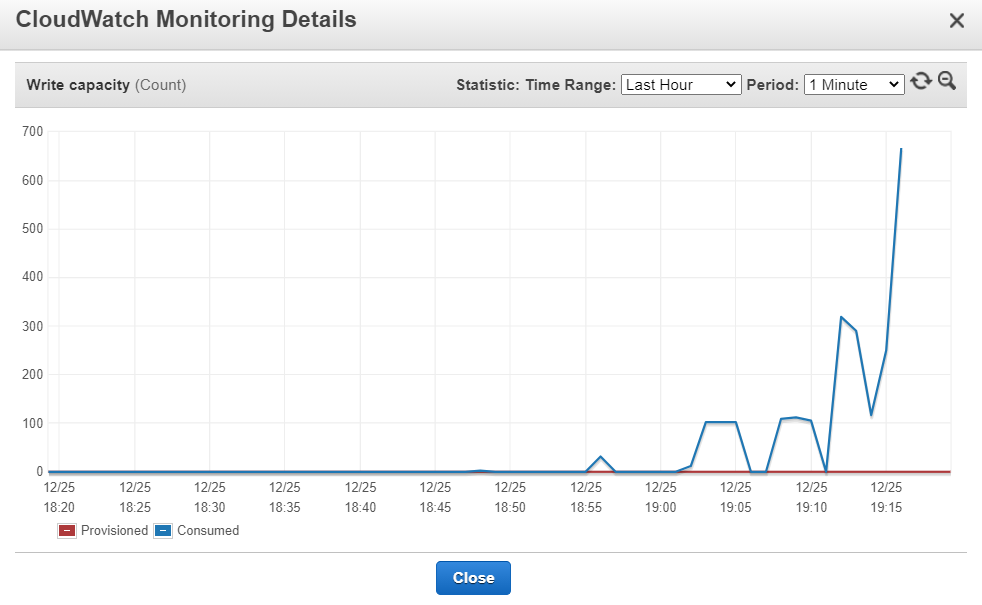 CloudWatch Monitoring Details
Write capacity (Count) Statistic: Time Range: Last Hour Period: 1 Minute
700
600
500
400
300
200
100
0
12/25 12/25 12/25 12/25 12/25 12/25 12/25 12/25 12/25 12/25 12/25 12/25
18:20 18:25 18:30 18:35 18:40 18:45 18:50 18:55 19:00 19:05 19:10 19:15
Provisioned Consumed
Close